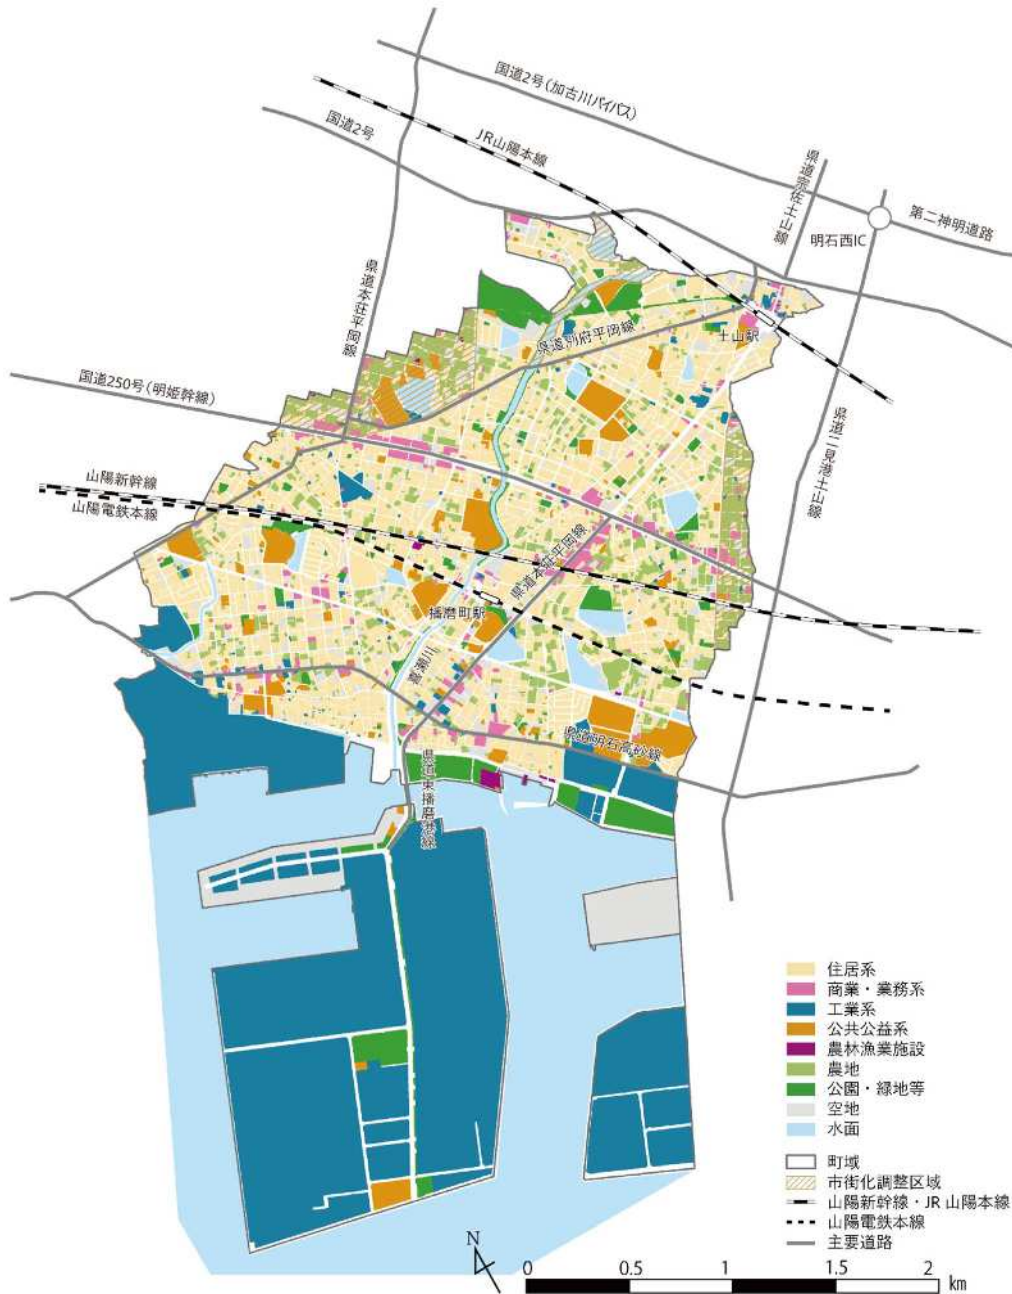 国道2号(加古川バイパス)
国道2号
JR山陽本線
県道宗佐土山線
第二神明道路
明石西IC
県道本荘平岡線
県道別府平岡線
土山駅
国道250号(明姫幹線)
県道二見港土山線
山陽新幹線
山陽電鉄本線
県道本荘平岡線
播磨町駅
喜瀬川
県道明石高砂線
県道東播磨港線
住居系
商業・業務系
工業系
公共公益系
農林漁業施設
農地
公園・緑地等
空地
水面
町域
市街化調整区域
山陽新幹線・JR 山陽本線
山陽電鉄本線
主要道路
N
0 0.5 1 1.5 2
km